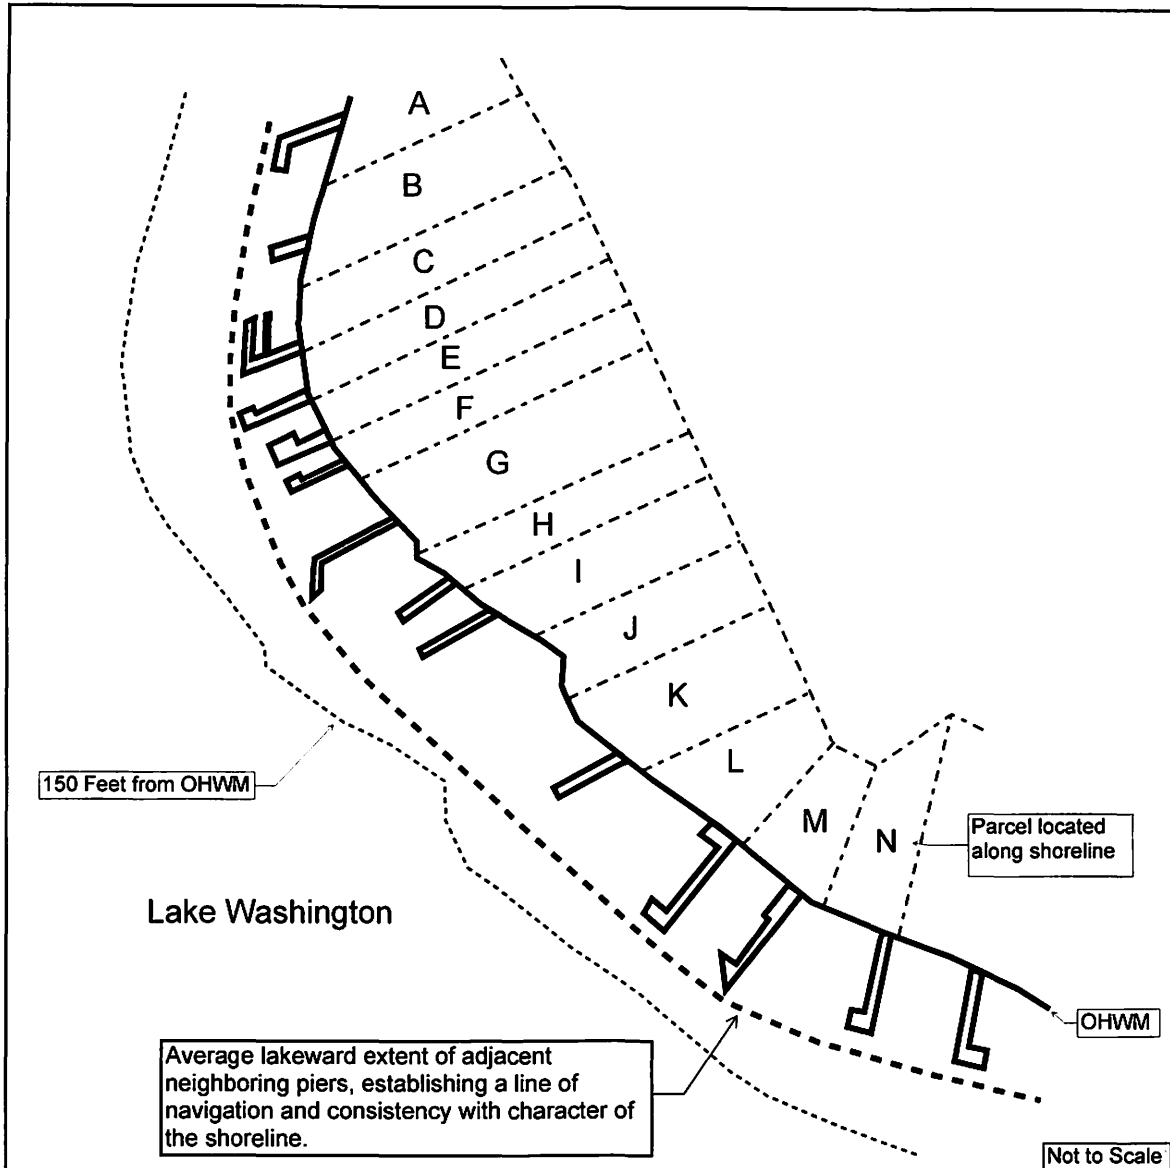 A
B
C
D
E
F
G
H
I
J
K
L
M
N
150 Feet from OHWM
Parcel located
along shoreline
Lake Washington
OHWM
Average lakeward extent of adjacent
neighboring piers, establishing a line of
navigation and consistency with character of
the shoreline.
Not to Scale